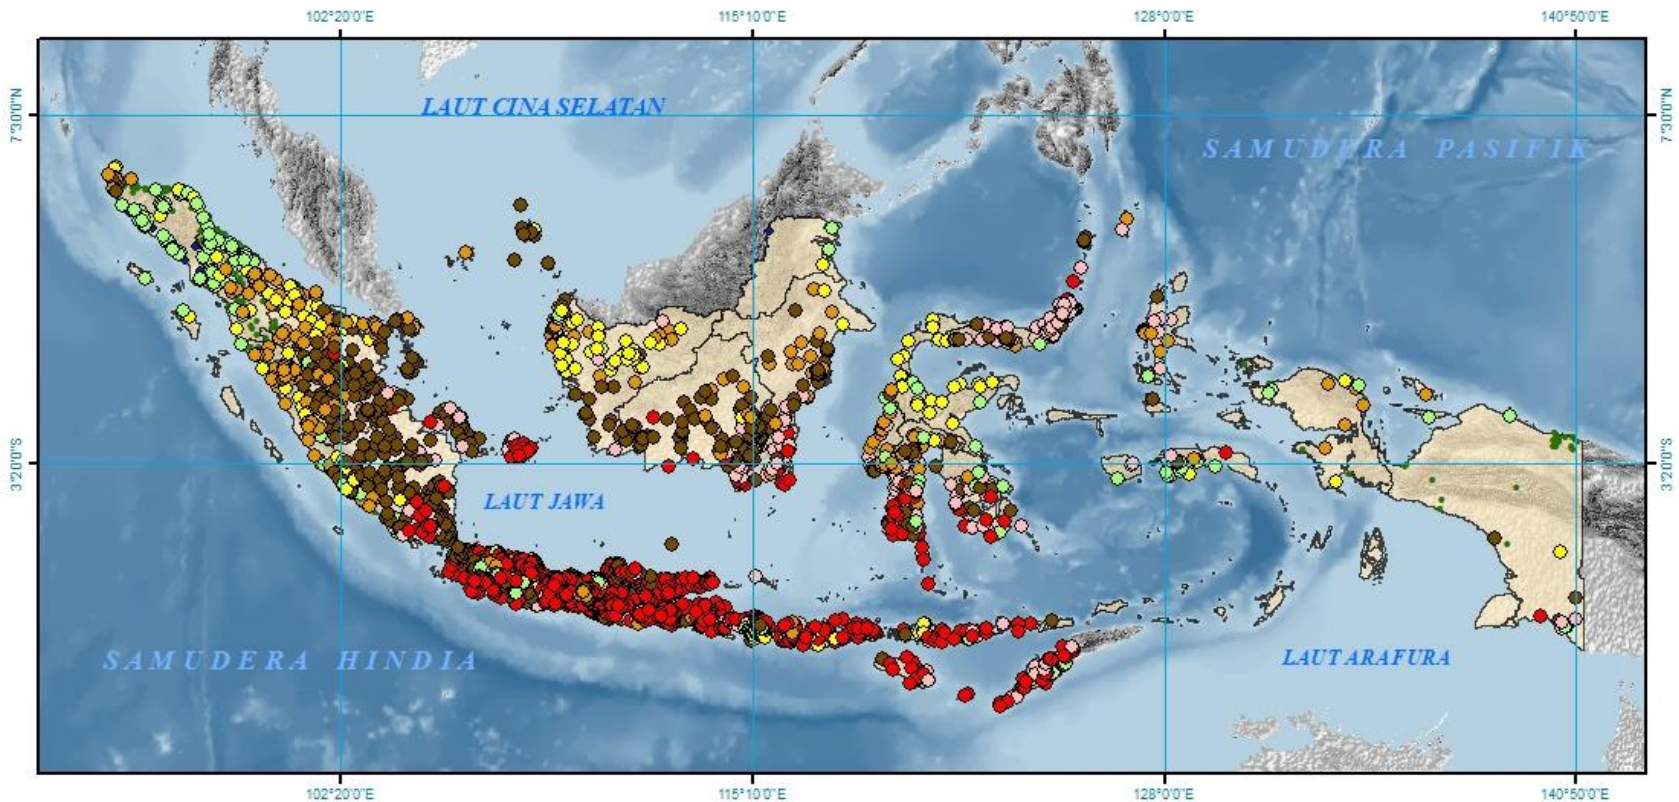 102°20'0"E 115°10'0"E 128°0'0"E 140°50'0"E
7°30'0"N 7°30'0"N
LAUT CINA SELATAN
SAMUDERA PASIFIK
3°20'0"S 3°20'0"S
LAUT JAWA
SAMUDERA HINDIA
LAUT ARAFURA
102°20'0"E 115°10'0"E 128°0'0"E 140°50'0"E